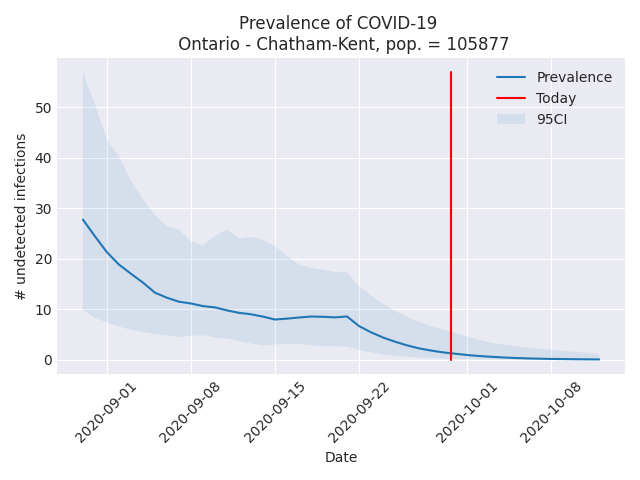 Prevalence of COVID-19
Ontario - Chatham-Kent, pop. = 105877
Prevalence
Today
95CI
# undetected infections
50
40
30
20
10
0
2020-09-01
2020-09-08
2020-09-15
2020-09-22
2020-10-01
2020-10-08
Date